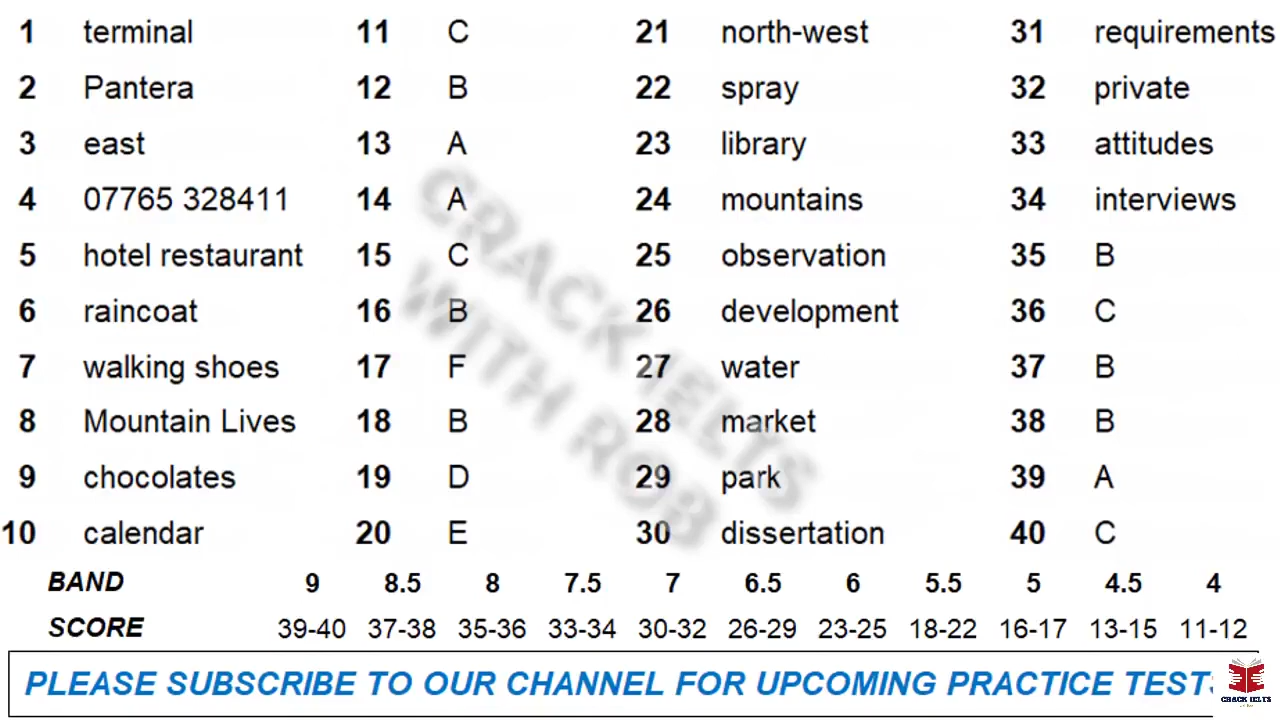 1 terminal 11 C 21 north-west 31 requirements
2 Pantera 12 B 22 spray 32 private
3 east 13 A 23 library 33 attitudes
4 07765 328411 14 A 24 mountains 34 interviews
5 hotel restaurant 15 C 25 observation 35 B
6 raincoat 16 B 26 development 36 C
7 walking shoes 17 F 27 water 37 B
8 Mountain Lives 18 B 28 market 38 B
9 chocolates 19 D 29 park 39 A
10 calendar 20 E 30 dissertation 40 C
CRACK IELTS
WITH ROB
BAND 9 8.5 8 7.5 7 6.5 6 5.5 5 4.5 4
SCORE 39-40 37-38 35-36 33-34 30-32 26-29 23-25 18-22 16-17 13-15 11-12
PLEASE SUBSCRIBE TO OUR CHANNEL FOR UPCOMING PRACTICE TESTS
CRACK IELTS